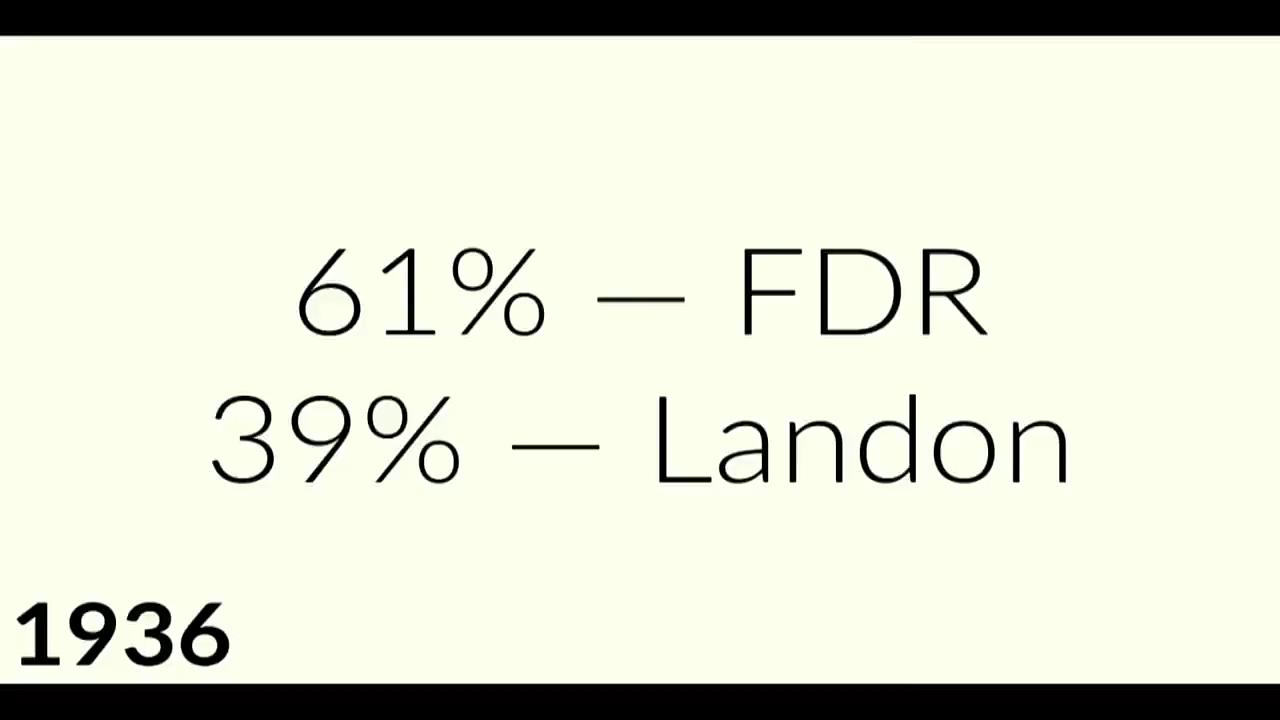 61% — FDR
39% — Landon
1936